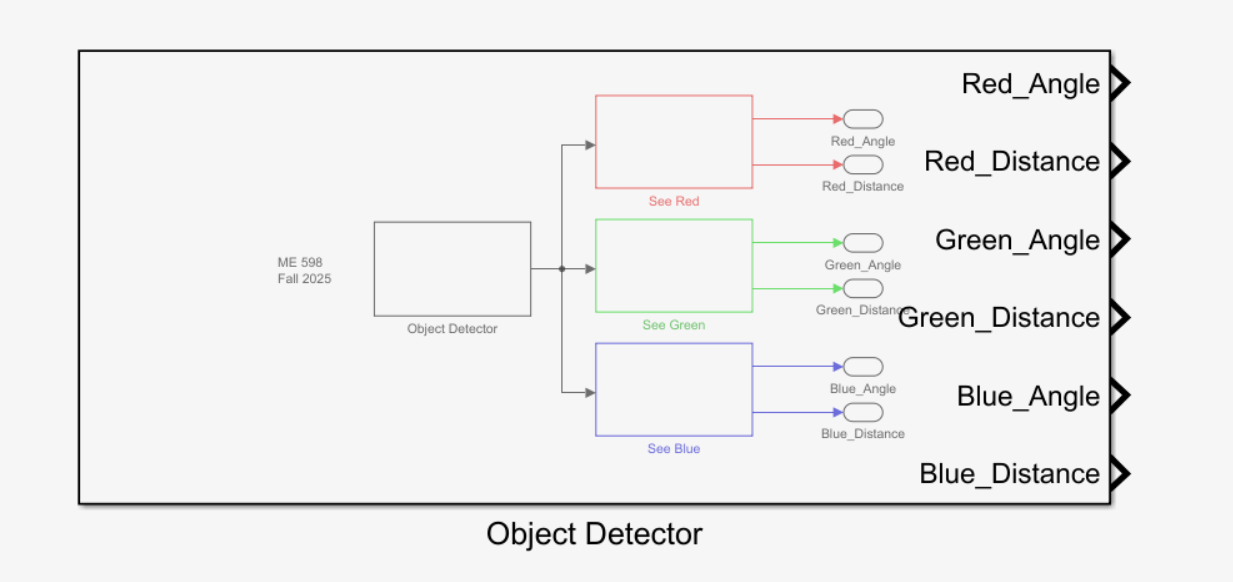 Red_Angle
Red_Distance
Green_Angle
Green_Distance
Blue_Angle
Blue_Distance
ME 598
Fall 2025
Object Detector
See Red
Red_Angle
Red_Distance
See Green
Green_Angle
Green_Distance
See Blue
Blue_Angle
Blue_Distance
Object Detector